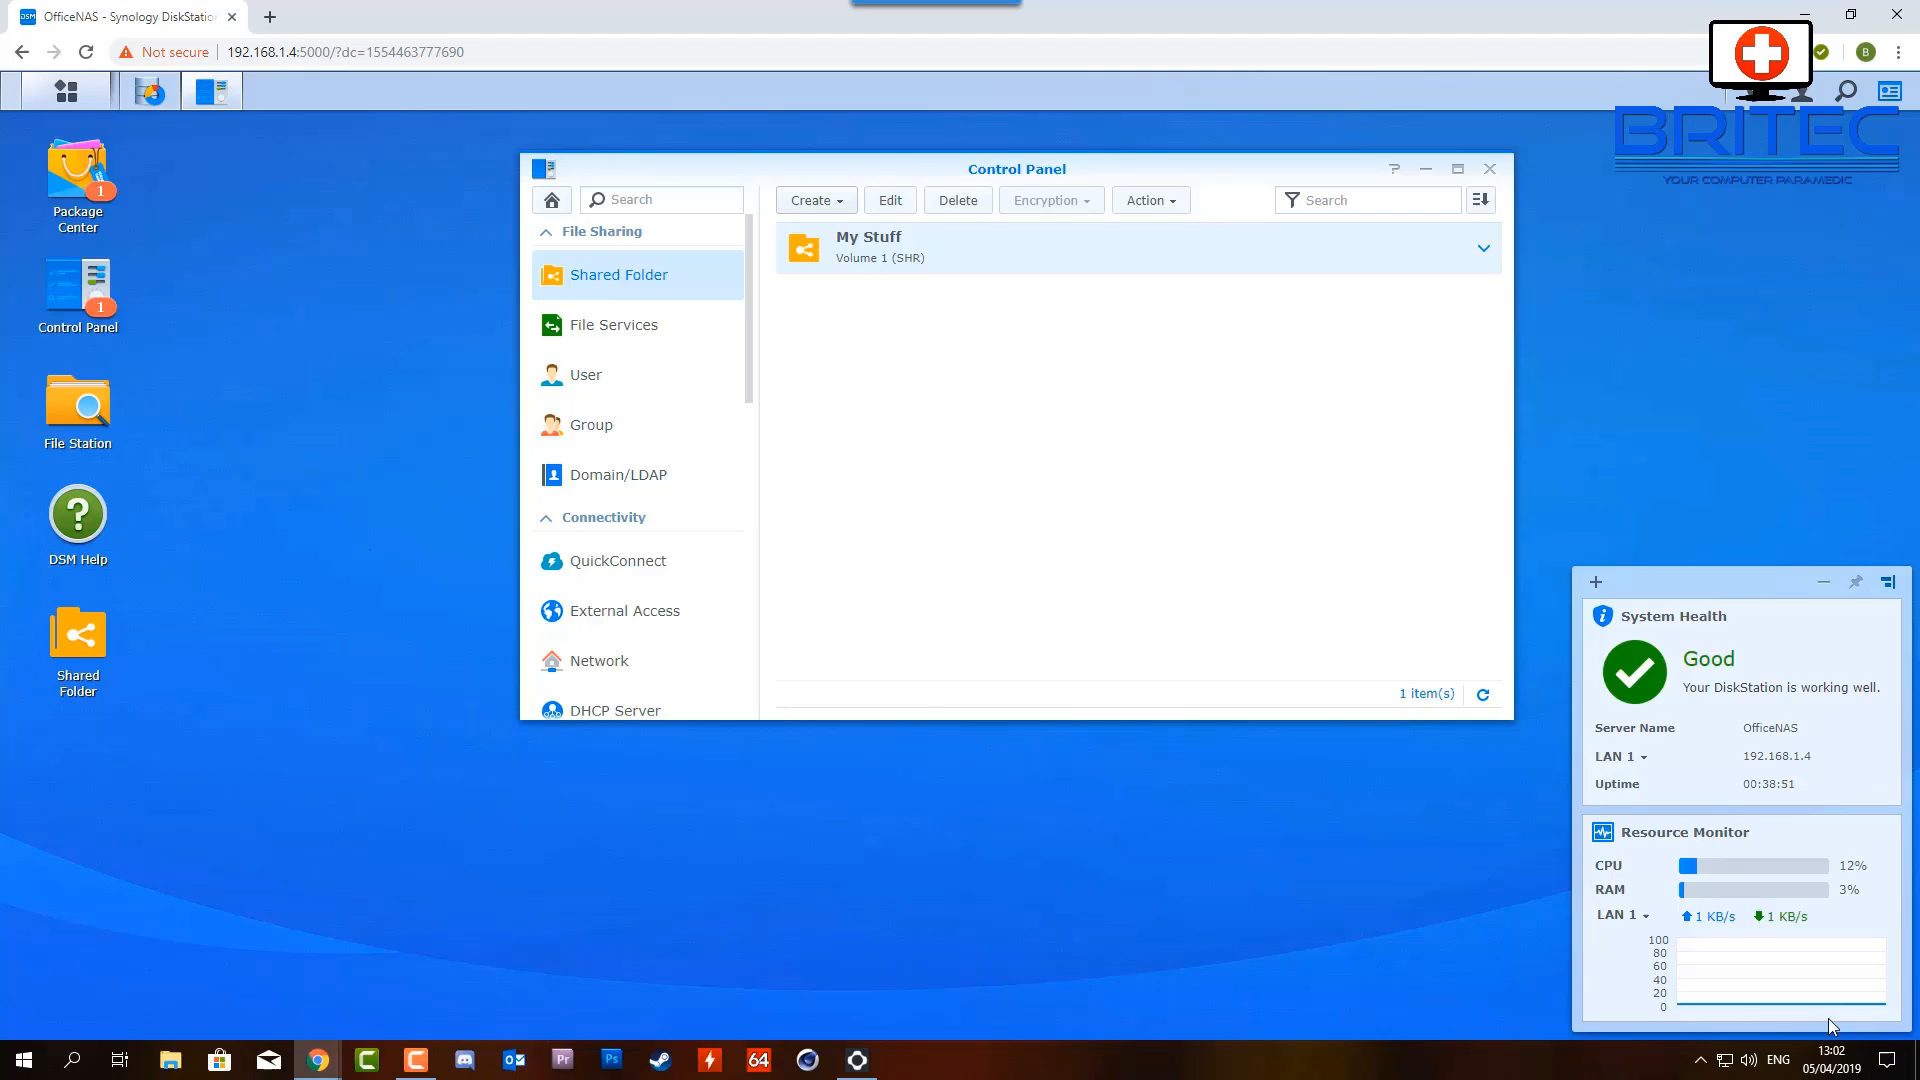 OfficeNAS - Synology DiskStatio
Not secure
192.168.1.4:5000/?dc=1554463777690
B
BRITEC
YOUR COMPUTER PARAMEDIC
1
Package
Center
1
Control Panel
File Station
?
DSM Help
Shared
Folder
Control Panel
?
Search
Create
Edit
Delete
Encryption
Action
Search
File Sharing
Shared Folder
File Services
User
Group
Domain/LDAP
Connectivity
QuickConnect
External Access
Network
DHCP Server
My Stuff
Volume 1 (SHR)
1 item(s)
System Health
Good
Your DiskStation is working well.
Server Name OfficeNAS
LAN 1 192.168.1.4
Uptime 00:38:51
Resource Monitor
CPU 12%
RAM 3%
LAN 1 1 KB/s 1 KB/s
100
80
60
40
20
0
Pr
Ps
64
ENG
13:02
05/04/2019